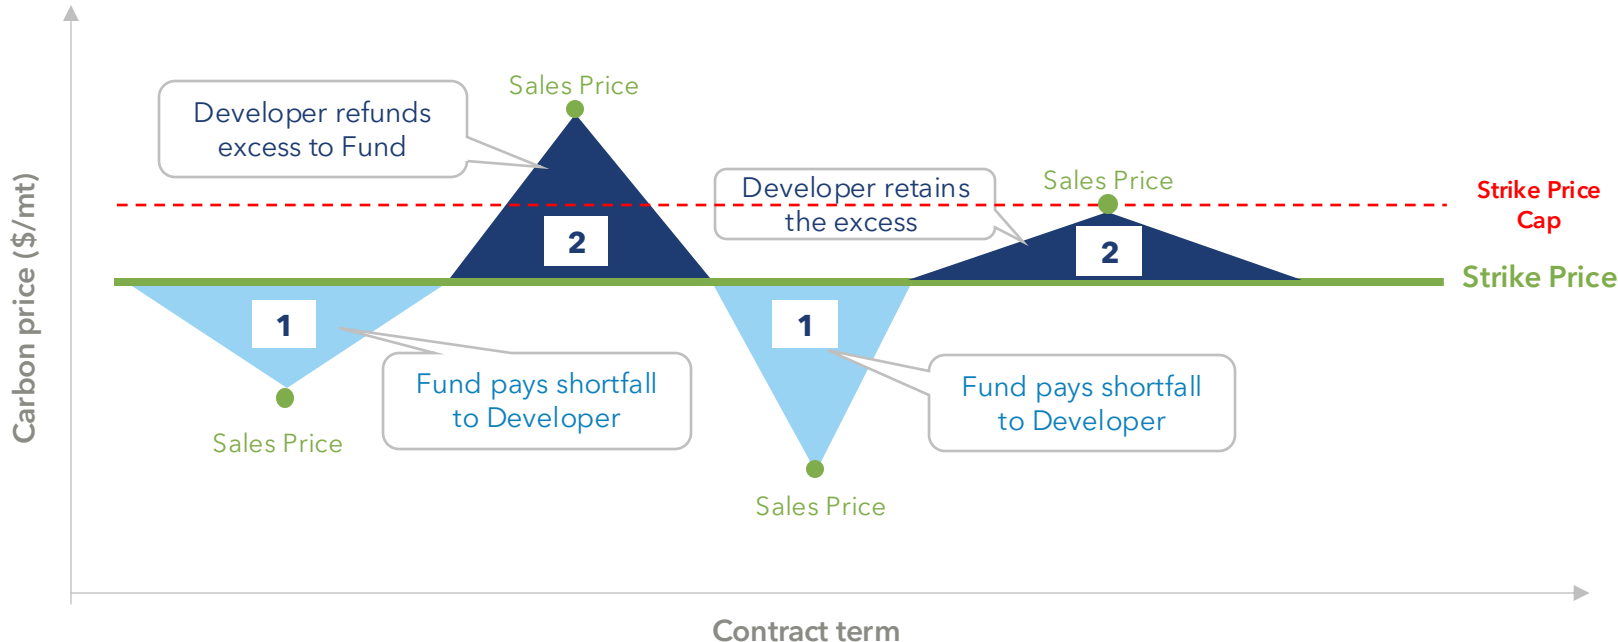 Carbon price ($/mt)
Developer refunds
excess to Fund
Sales Price
Developer retains
the excess
Sales Price
Strike Price
Cap
2
2
Strike Price
1
1
Fund pays shortfall
to Developer
Fund pays shortfall
to Developer
Sales Price
Sales Price
Contract term